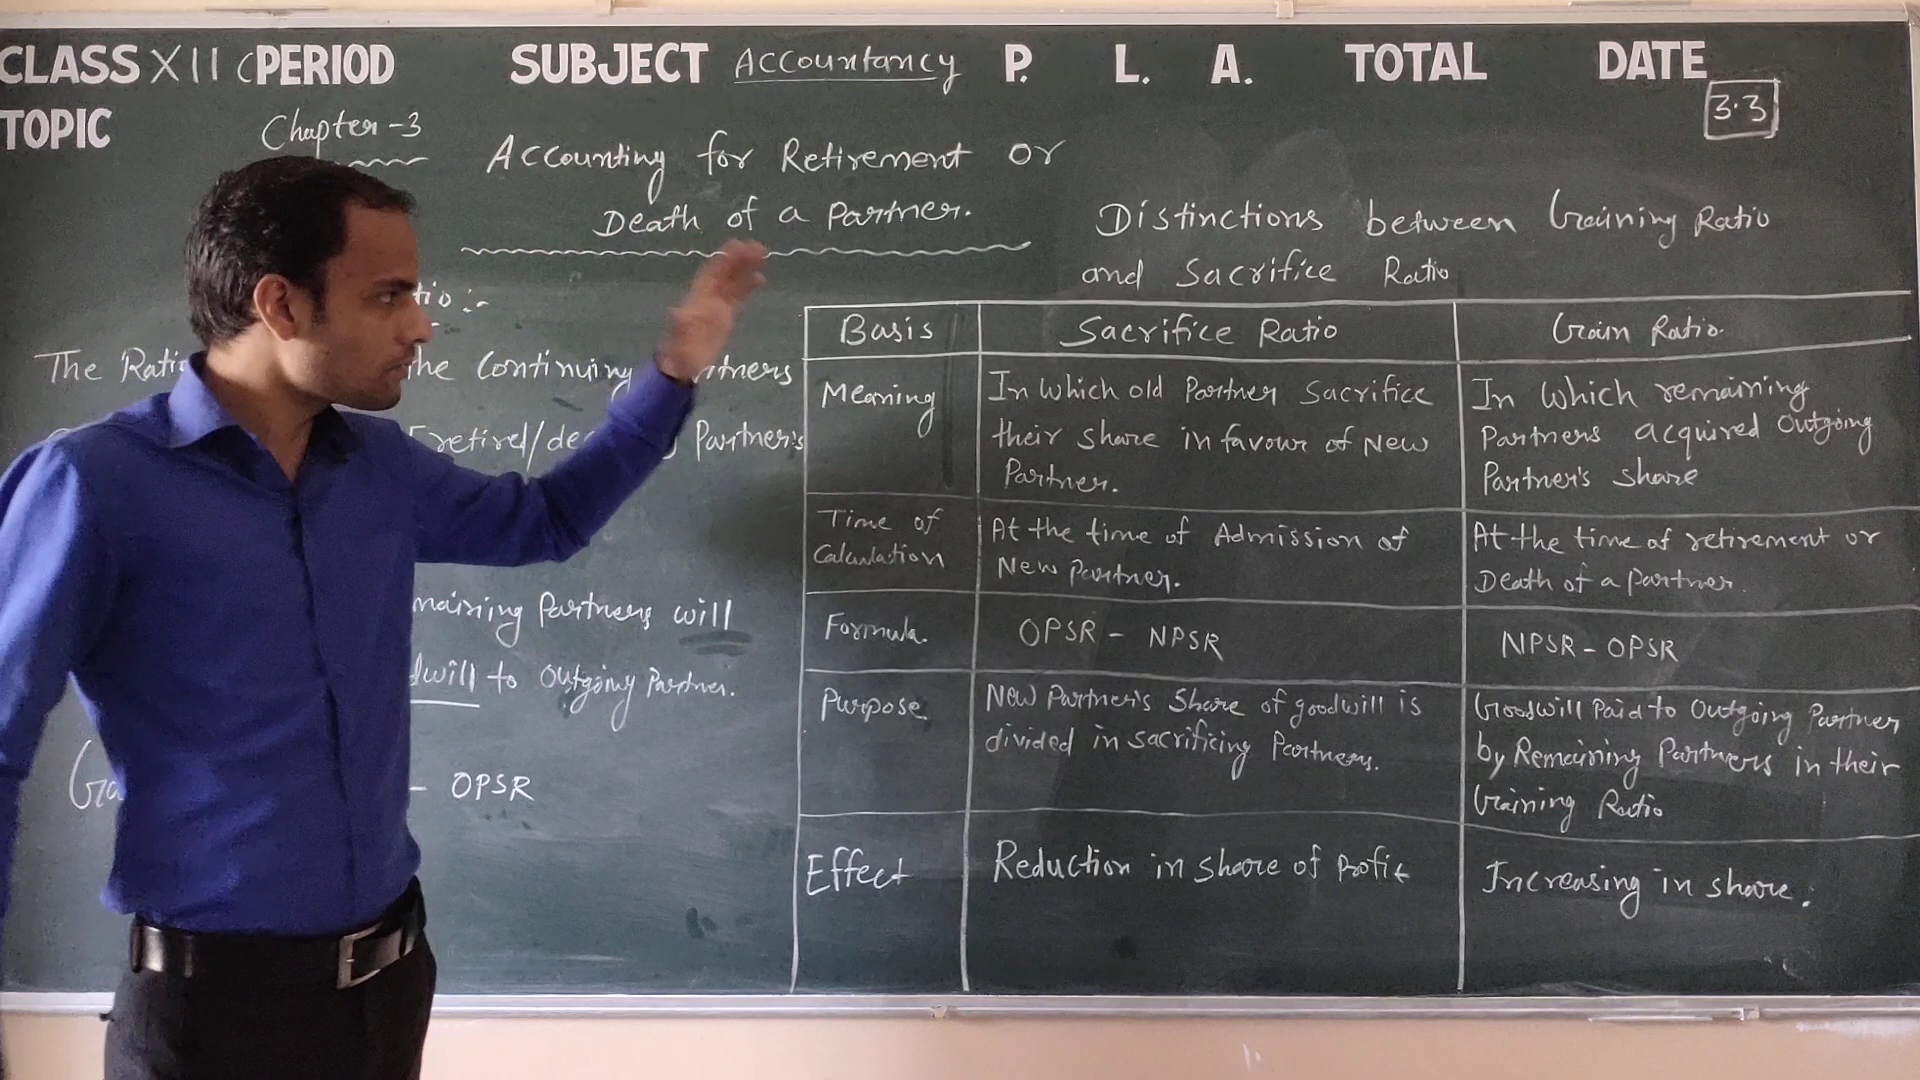 CLASS XII C PERIOD SUBJECT Accountancy P. L. A. TOTAL DATE
TOPIC Chapter-3
3.3
Accounting for Retirement or
Death of a Partner.
tio :-
The Ratio the Continuing Partners
retired/ Partner's
maining Partners will
dwill to Outgoing Partner.
- OPSR
Distinctions between Gaining Ratio
and Sacrifice Ratio
Basis Sacrifice Ratio Gain Ratio.
Meaning
In Which old Partner Sacrifice
their share in favour of New
Partner.
In Which remaining
Partners acquired Outgoing
Partner's share
Time of
Calculation
At the time of Admission of
New Partner.
At the time of retirement or
Death of a partner.
Formula. OPSR - NPSR NPSR - OPSR
Purpose.
New Partner's Share of goodwill is
divided in sacrificing Partners.
Goodwill Paid to Outgoing Partner
by Remaining Partners in their
Gaining Ratio
Effect Reduction in share of Profit Increasing in share.